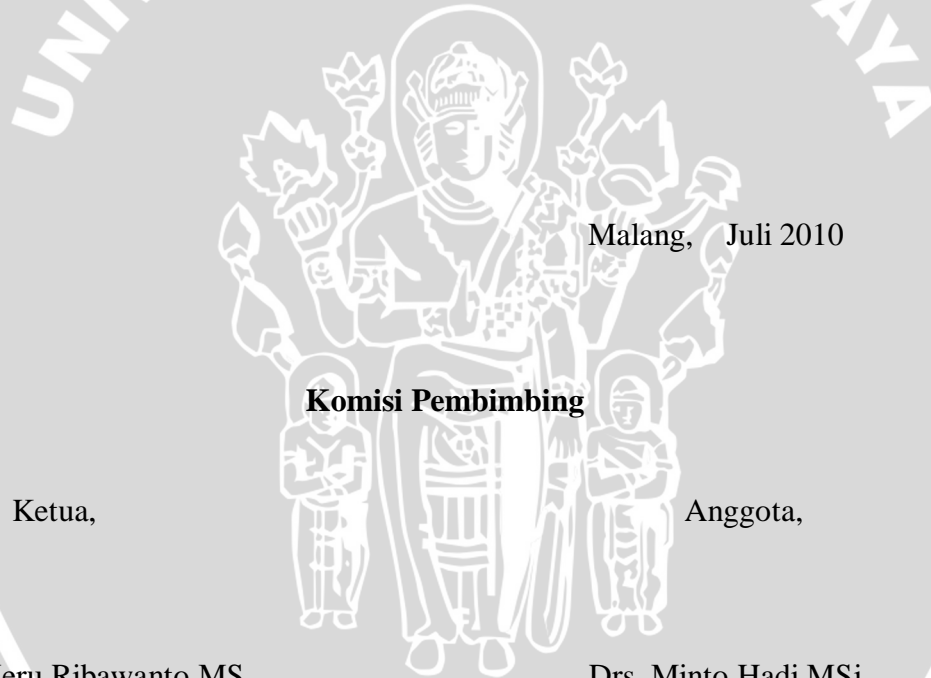 Malang, Juli 2010
Komisi Pembimbing
Ketua, Anggota,
Ribawanto MS Drs. Minto Hadi MSi